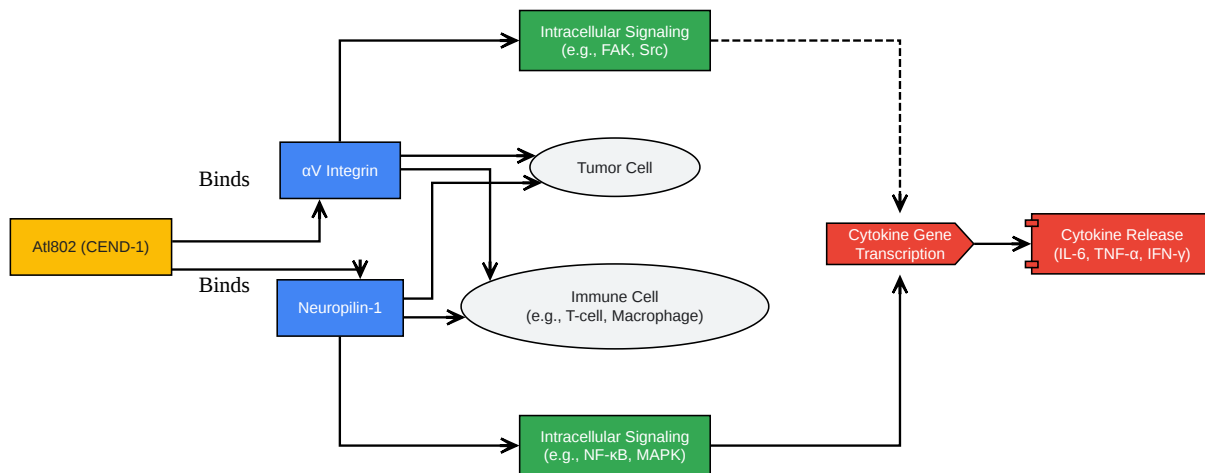 Intracellular Signaling
(e.g., FAK, Src)
Binds
αV Integrin
Tumor Cell
Atl802 (CEND-1)
Binds
Neuropilin-1
Immune Cell
(e.g., T-cell, Macrophage)
Cytokine Gene
Transcription
Cytokine Release
(IL-6, TNF-α, IFN-γ)
Intracellular Signaling
(e.g., NF-κB, MAPK)